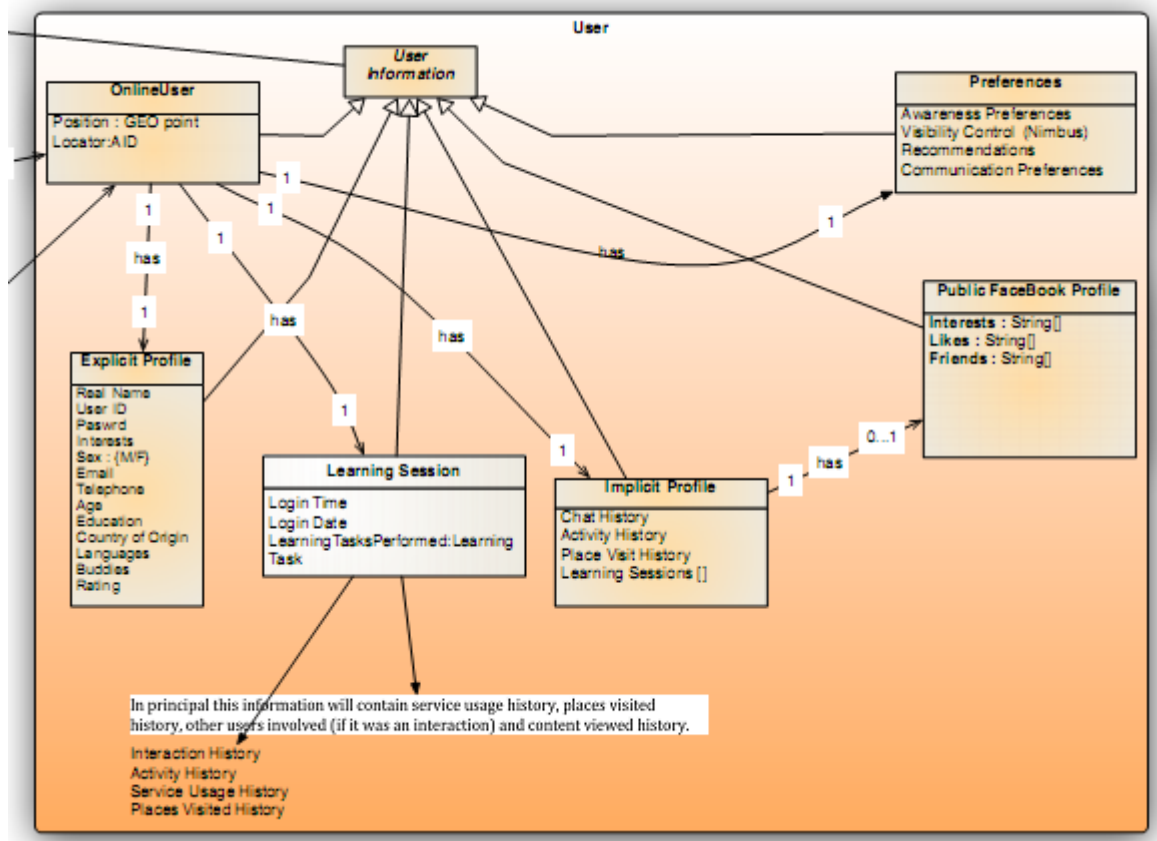 User
User
Information
OnlineUser
Position : GEO point
Locator:AID
Preferences
Awareness Preferences
Visibility Control (Nimbus)
Recommendations
Communication Preferences
1
1
1
1
1
1
has
has
Public FaceBook Profile
Interests : String[]
Likes : String[]
Friends : String[]
1
has
has
Explicit Profile
Real Name
User ID
Paswrd
Interests
Sex : {M/F}
Email
Telephone
Age
Education
Country of Origin
Languages
Buddies
Rating
1
1
0...1
has
1
Learning Session
Login Time
Login Date
LearningTasksPerformed:Learning
Task
Implicit Profile
Chat History
Activity History
Place Visit History
Learning Sessions []
In principal this information will contain service usage history, places visited
history, other users involved (if it was an interaction) and content viewed history.
Interaction History
Activity History
Service Usage History
Places Visited History